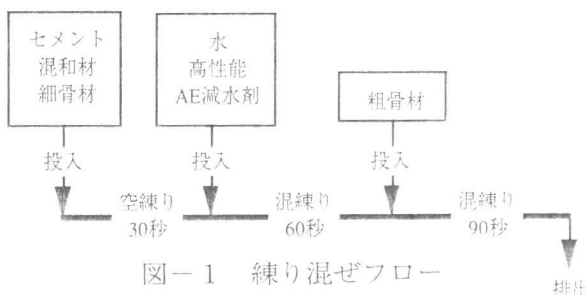 セメント
混和材
細骨材
水
高性能
AE減水剤
粗骨材
投入
投入
投入
空練り
30秒
混練り
60秒
混練り
90秒
図－1　練り混ぜフロー
排出